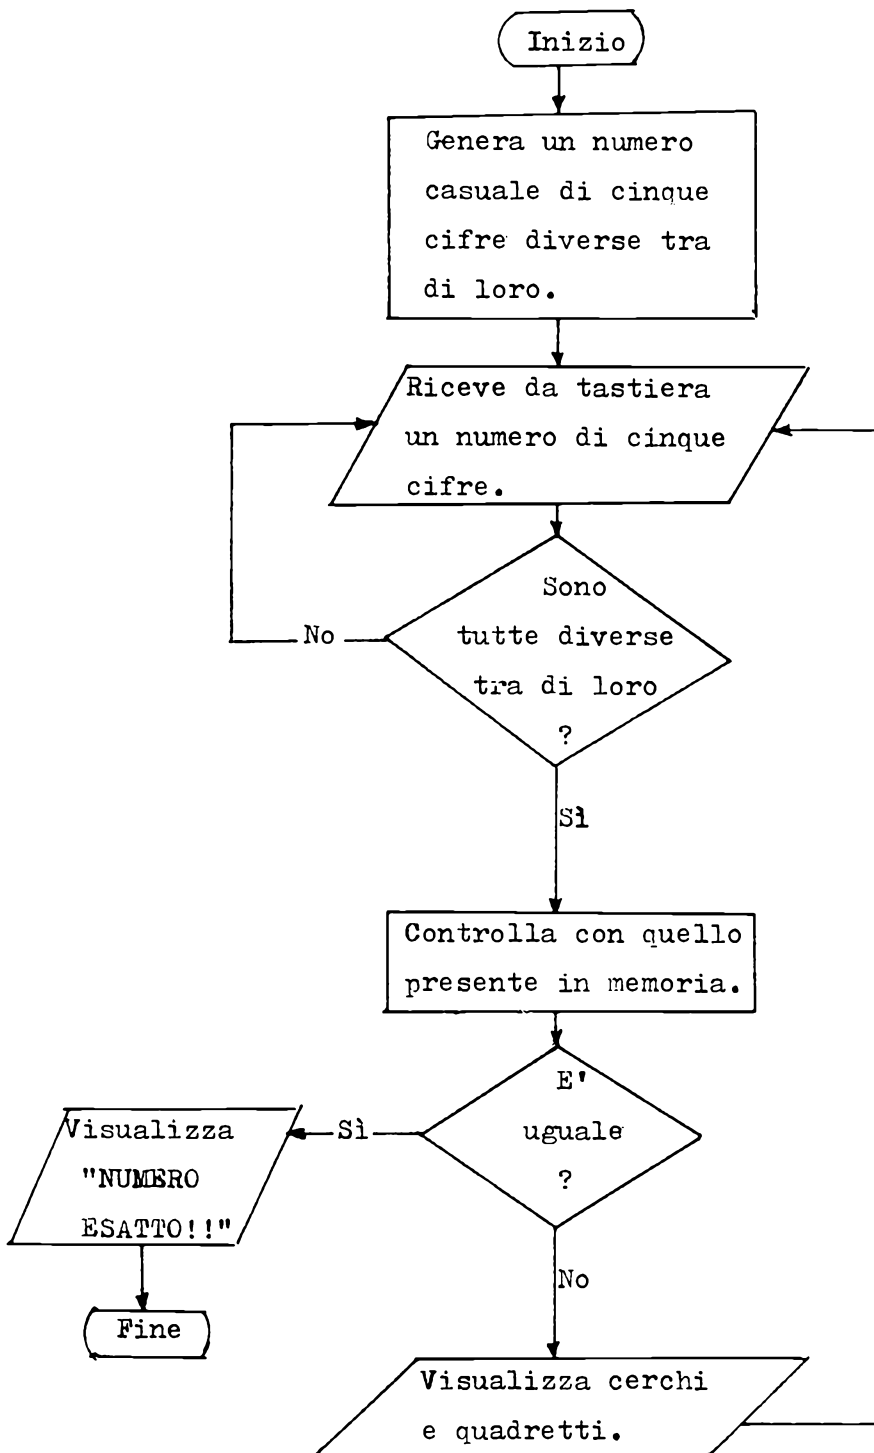 Inizio
Genera un numero
casuale di cinque
cifre diverse tra
di loro.
Riceve da tastiera
un numero di cinque
cifre.
Sono
tutte diverse
tra di loro
?
No
Sì
Controlla con quello
presente in memoria.
E'
uguale
?
Sì
Visualizza
"NUMERO
ESATTO!!"
Fine
No
Visualizza cerchi
e quadretti.